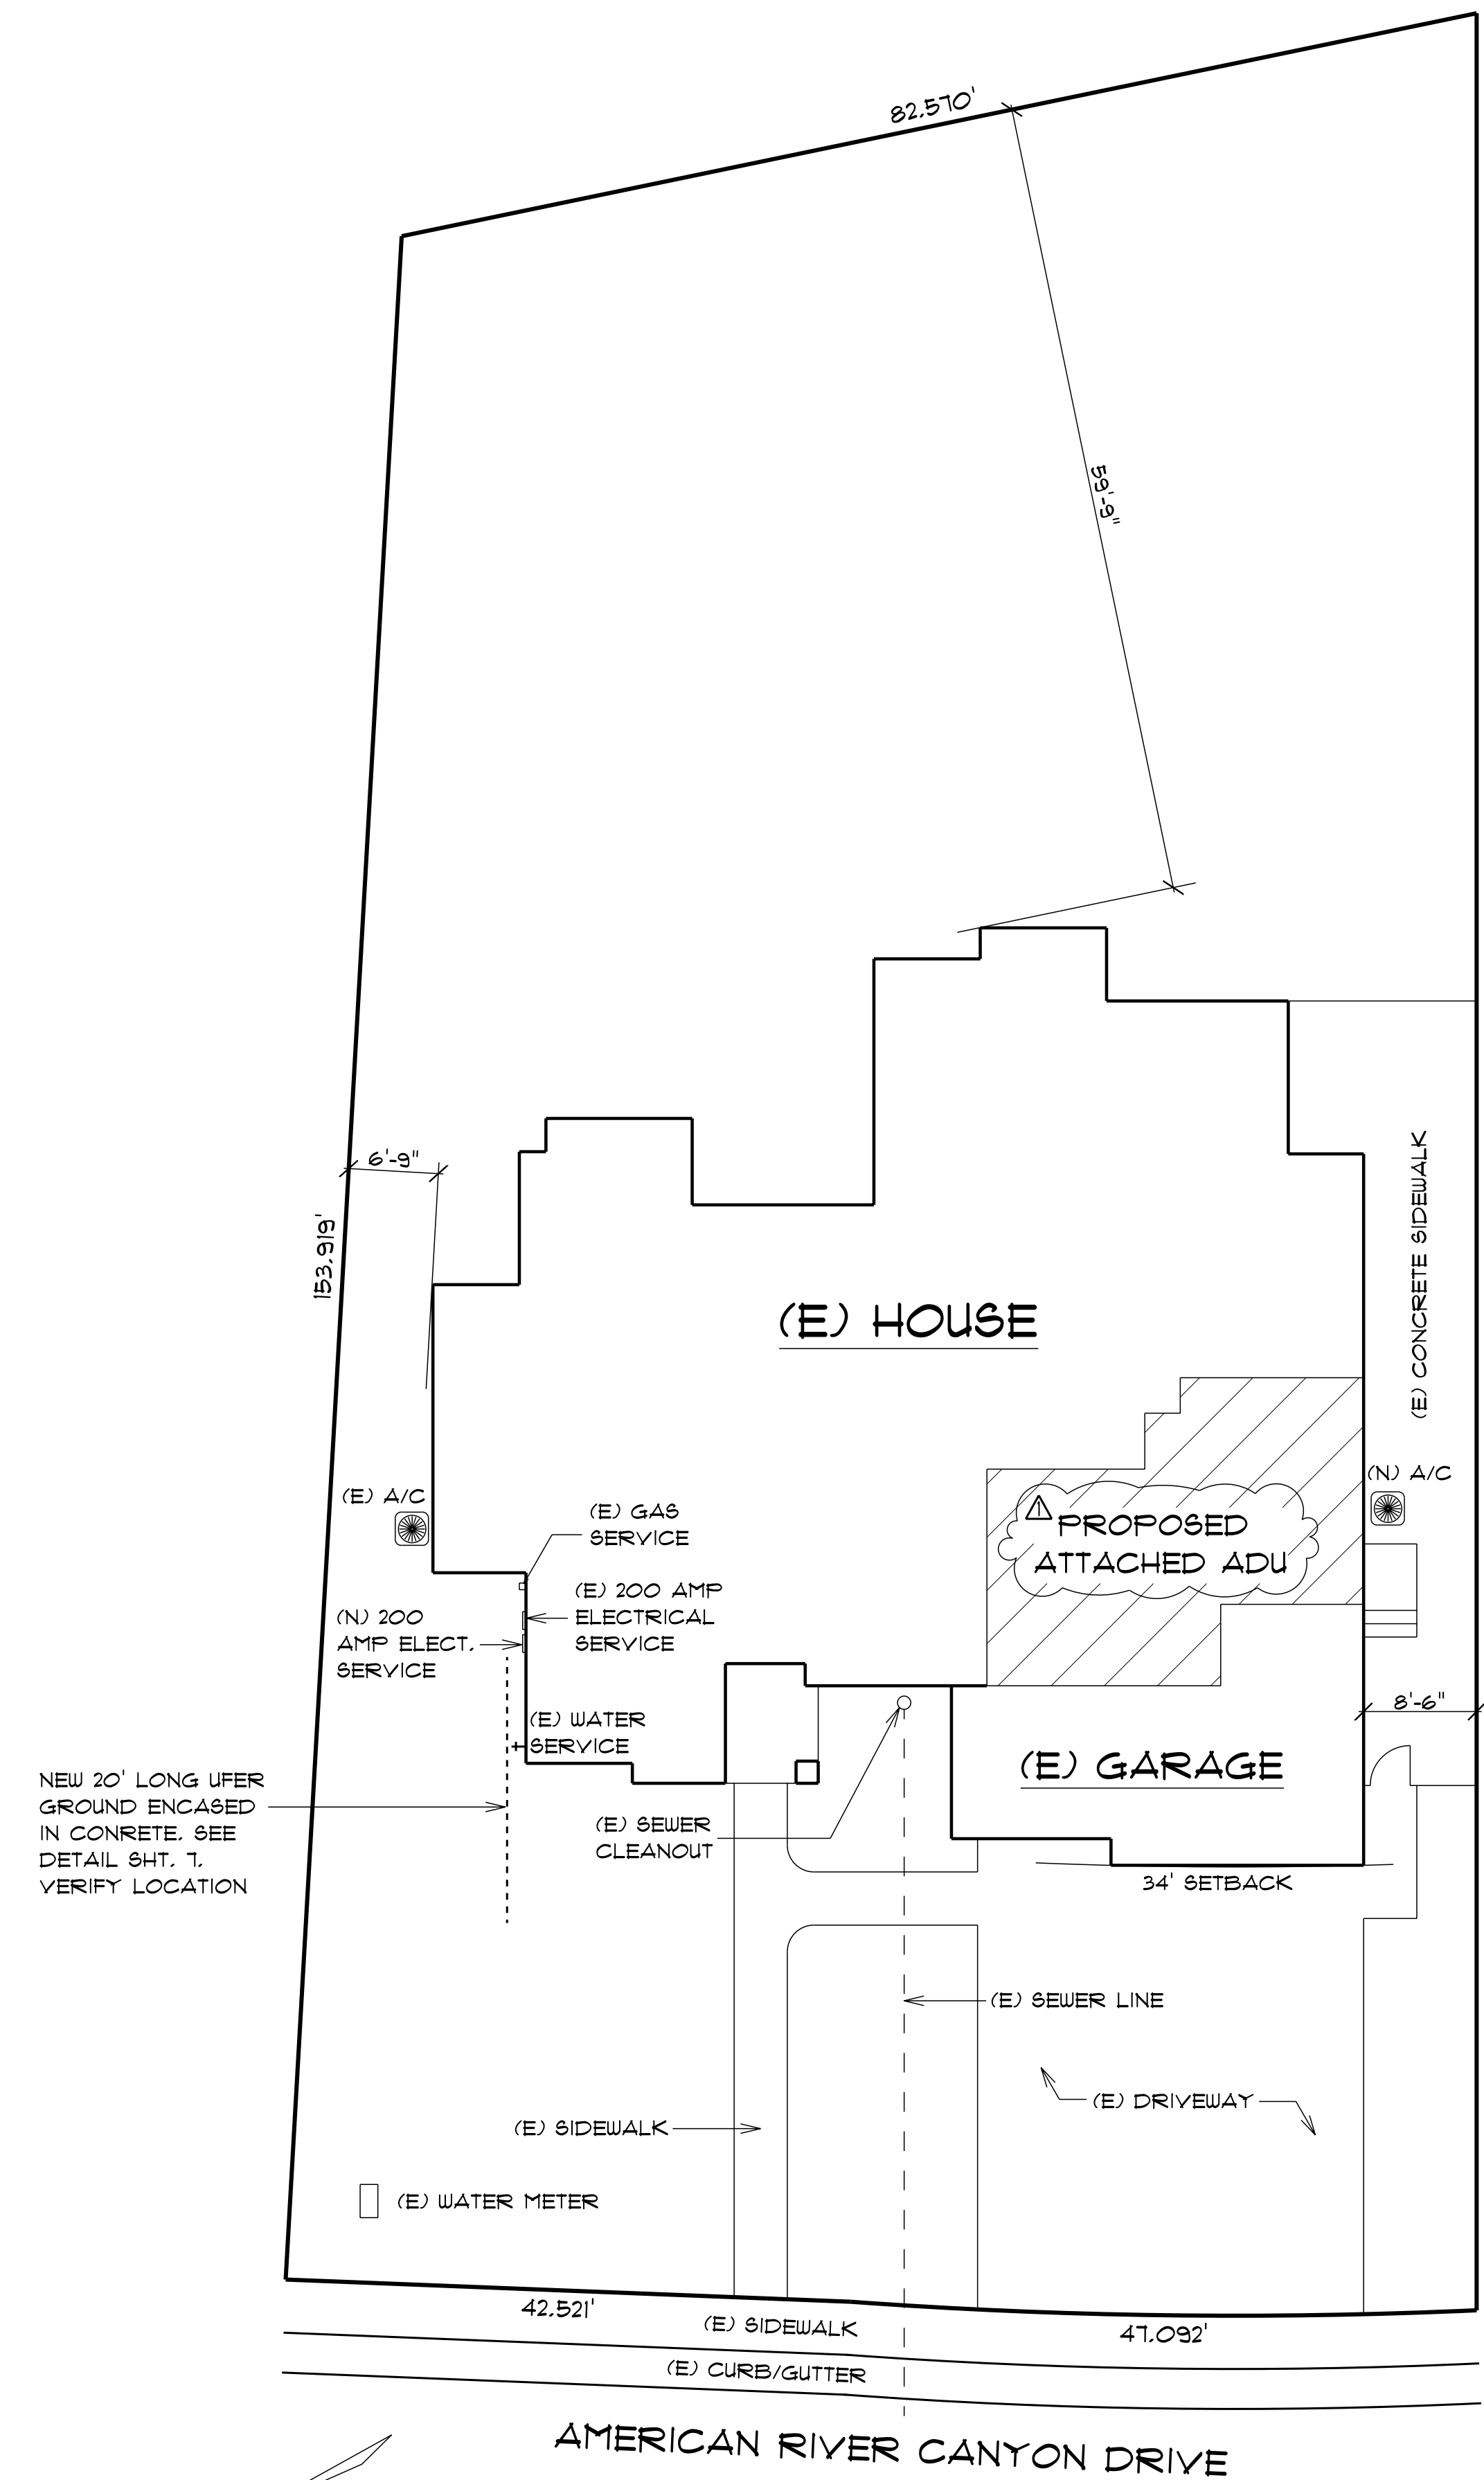 82.570'
59'-9"
6'-9"
153.919'
(E) HOUSE
(E) CONCRETE SIDEWALK
(N) A/C
(E) A/C
(E) GAS
SERVICE
1
PROPOSED
ATTACHED ADU
(E) 200 AMP
ELECTRICAL
SERVICE
(N) 200
AMP ELECT.
SERVICE
8'-6"
(E) WATER
SERVICE
(E) GARAGE
NEW 20' LONG UFER
GROUND ENCASED
IN CONRETE. SEE
DETAIL SHT. 7.
VERIFY LOCATION
(E) SEWER
CLEANOUT
34' SETBACK
(E) SEWER LINE
(E) DRIVEWAY
(E) SIDEWALK
(E) WATER METER
42.521'
(E) SIDEWALK
47.092'
(E) CURB/GUTTER
AMERICAN RIVER CANYON DRIVE